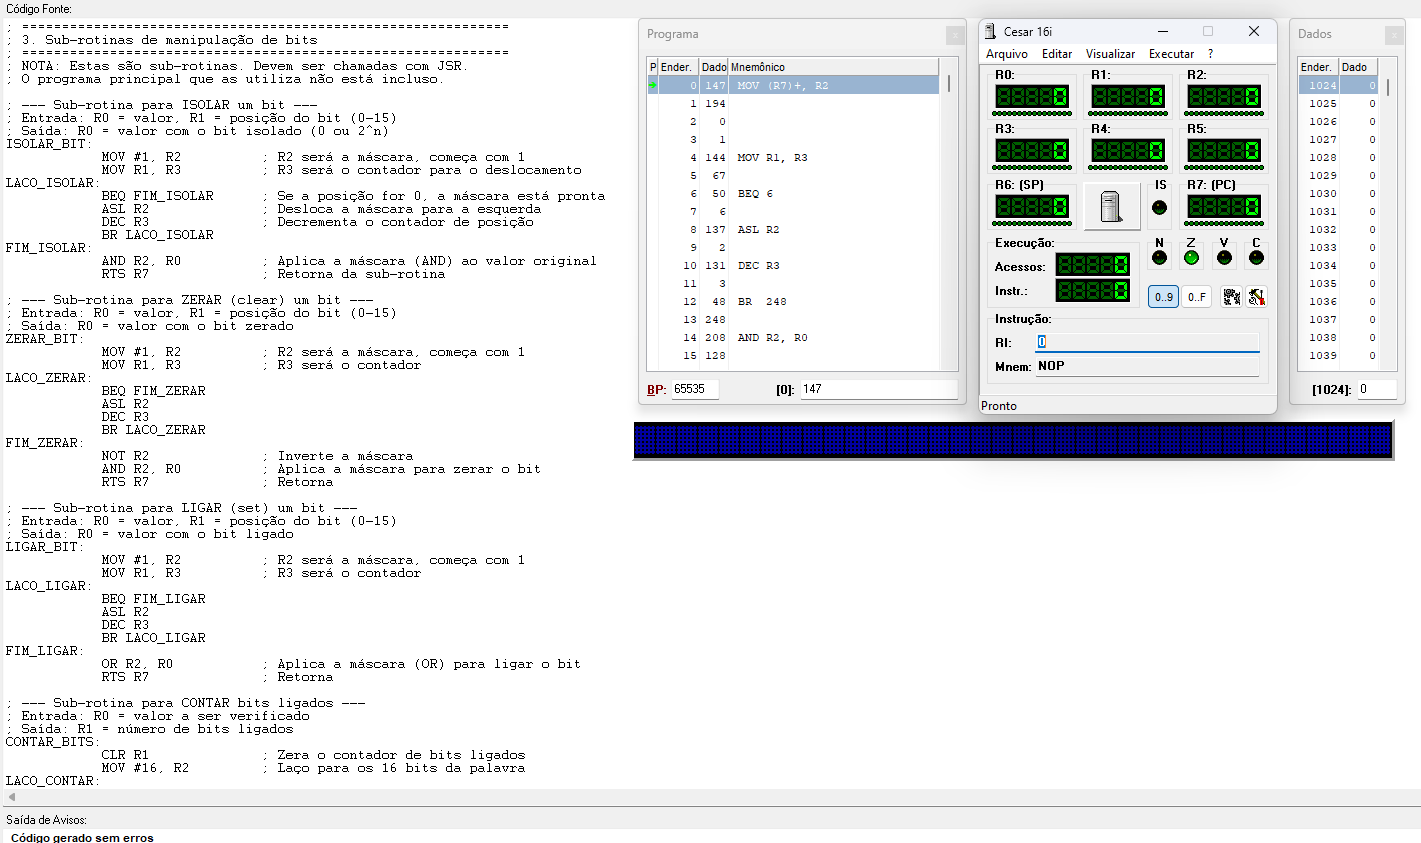 Código Fonte:
; =============================================================
; 3. Sub-rotinas de manipulação de bits
; =============================================================
; NOTA: Estas são sub-rotinas. Devem ser chamadas com JSR.
; O programa principal que as utiliza não está incluso.
; --- Sub-rotina para ISOLAR um bit ---
; Entrada: R0 = valor, R1 = posição do bit (0-15)
; Saída: R0 = valor com o bit isolado (0 ou 2^n)
ISOLAR_BIT:
MOV #1, R2 ; R2 será a máscara, começa com 1
MOV R1, R3 ; R3 será o contador para o deslocamento
LACO_ISOLAR:
BEQ FIM_ISOLAR ; Se a posição for 0, a máscara está pronta
ASL R2 ; Desloca a máscara para a esquerda
DEC R3 ; Decrementa o contador de posição
BR LACO_ISOLAR
FIM_ISOLAR:
AND R2, R0 ; Aplica a máscara (AND) ao valor original
RTS R7 ; Retorna da sub-rotina
; --- Sub-rotina para ZERAR (clear) um bit ---
; Entrada: R0 = valor, R1 = posição do bit (0-15)
; Saída: R0 = valor com o bit zerado
ZERAR_BIT:
MOV #1, R2 ; R2 será a máscara, começa com 1
MOV R1, R3 ; R3 será o contador
LACO_ZERAR:
BEQ FIM_ZERAR
ASL R2
DEC R3
BR LACO_ZERAR
FIM_ZERAR:
NOT R2 ; Inverte a máscara
AND R2, R0 ; Aplica a máscara para zerar o bit
RTS R7 ; Retorna
; --- Sub-rotina para LIGAR (set) um bit ---
; Entrada: R0 = valor, R1 = posição do bit (0-15)
; Saída: R0 = valor com o bit ligado
LIGAR_BIT:
MOV #1, R2 ; R2 será a máscara, começa com 1
MOV R1, R3 ; R3 será o contador
LACO_LIGAR:
BEQ FIM_LIGAR
ASL R2
DEC R3
BR LACO_LIGAR
FIM_LIGAR:
OR R2, R0 ; Aplica a máscara (OR) para ligar o bit
RTS R7 ; Retorna
; --- Sub-rotina para CONTAR bits ligados ---
; Entrada: R0 = valor a ser verificado
; Saída: R1 = número de bits ligados
CONTAR_BITS:
CLR R1 ; Zera o contador de bits ligados
MOV #16, R2 ; Laço para os 16 bits da palavra
LACO_CONTAR:
Saída de Avisos:
Código gerado sem erros
Programa
P Ender. Dado Mnemônico
0 147 MOV (R7)+, R2
1 194
2 0
3 1
4 144 MOV R1, R3
5 67
6 50 BEQ 6
7 6
8 137 ASL R2
9 2
10 131 DEC R3
11 3
12 48 BR 248
13 248
14 208 AND R2, R0
15 128
BP: 65535 [0]: 147
Cesar 16i
Arquivo Editar Visualizar Executar ?
R0: R1: R2:
0 0 0
R3: R4: R5:
0 0 0
R6: (SP) IS R7: (PC)
0 0
Execução: N Z V C
Acessos: 0
Instr.: 0 0..9 0..F
Instrução:
RI: 0
Mnem: NOP
Pronto
Dados
Ender. Dado
1024 0
1025 0
1026 0
1027 0
1028 0
1029 0
1030 0
1031 0
1032 0
1033 0
1034 0
1035 0
1036 0
1037 0
1038 0
1039 0
[1024]: 0